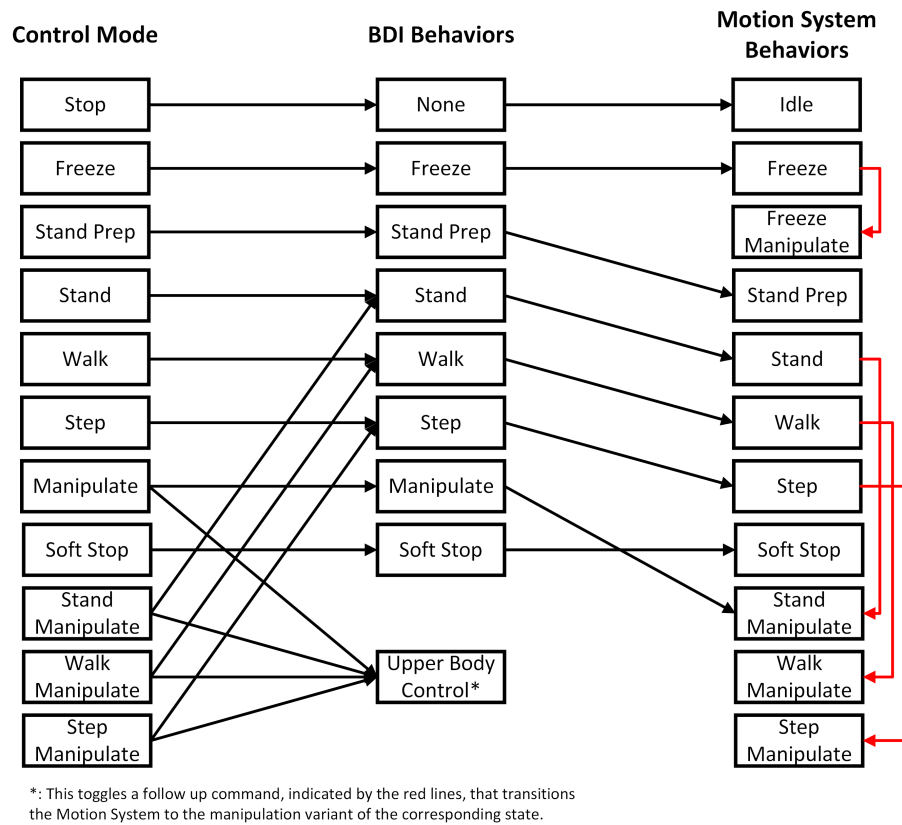 Control Mode
BDI Behaviors
Motion System
Behaviors
Stop
None
Idle
Freeze
Freeze
Freeze
Stand Prep
Stand Prep
Freeze
Manipulate
Stand
Stand
Stand Prep
Walk
Walk
Stand
Step
Step
Walk
Manipulate
Manipulate
Step
Soft Stop
Soft Stop
Soft Stop
Stand
Manipulate
Stand
Manipulate
Walk
Manipulate
Upper Body
Control*
Walk
Manipulate
Step
Manipulate
Step
Manipulate
*: This toggles a follow up command, indicated by the red lines, that transitions
the Motion System to the manipulation variant of the corresponding state.